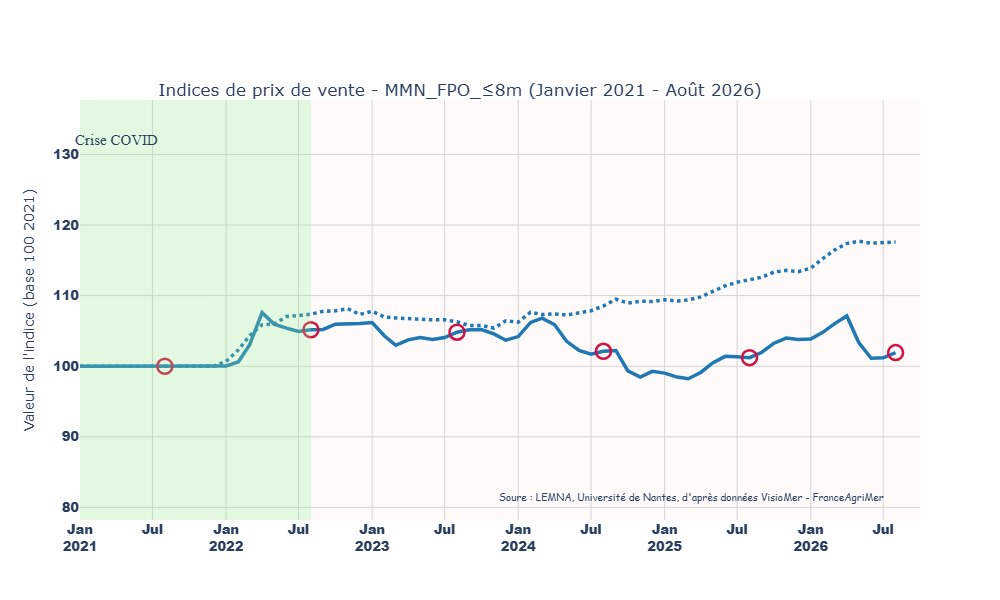 Indices de prix de vente - MMN_FPO_≤8m (Janvier 2021 - Août 2026)
Crise COVID
Valeur de l'indice (base 100 2021)
130
120
110
100
90
80
Soure : LEMNA, Université de Nantes, d'après données VisioMer - FranceAgriMer
Jan Jul Jan Jul Jan Jul Jan Jul Jan Jul Jan Jul
2021 2022 2023 2024 2025 2026